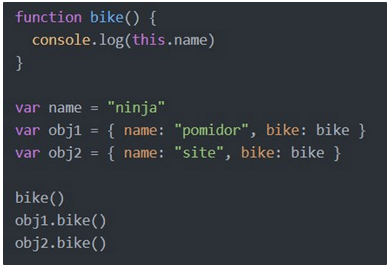 function bike() {
  console.log(this.name)
}
var name = "ninja"
var obj1 = { name: "pomidor", bike: bike }
var obj2 = { name: "site", bike: bike }
bike()
obj1.bike()
obj2.bike()